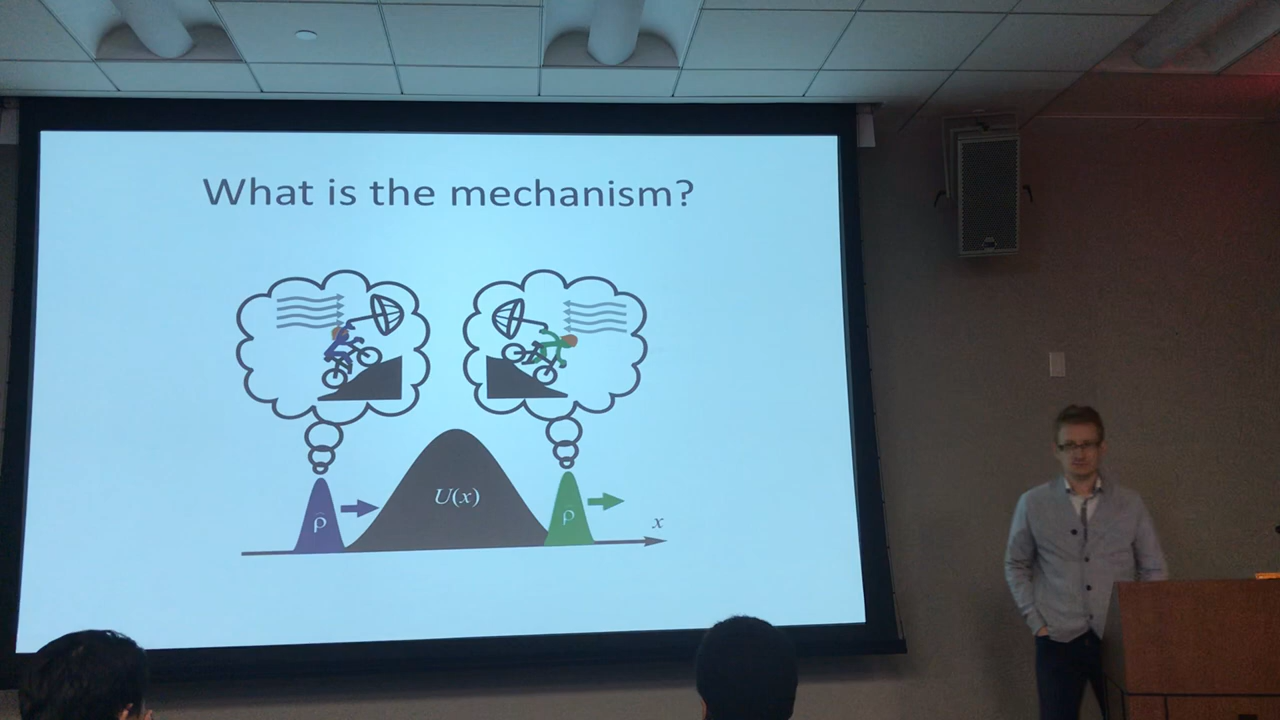 What is the mechanism?
U(x)
ρ̂
ρ
x